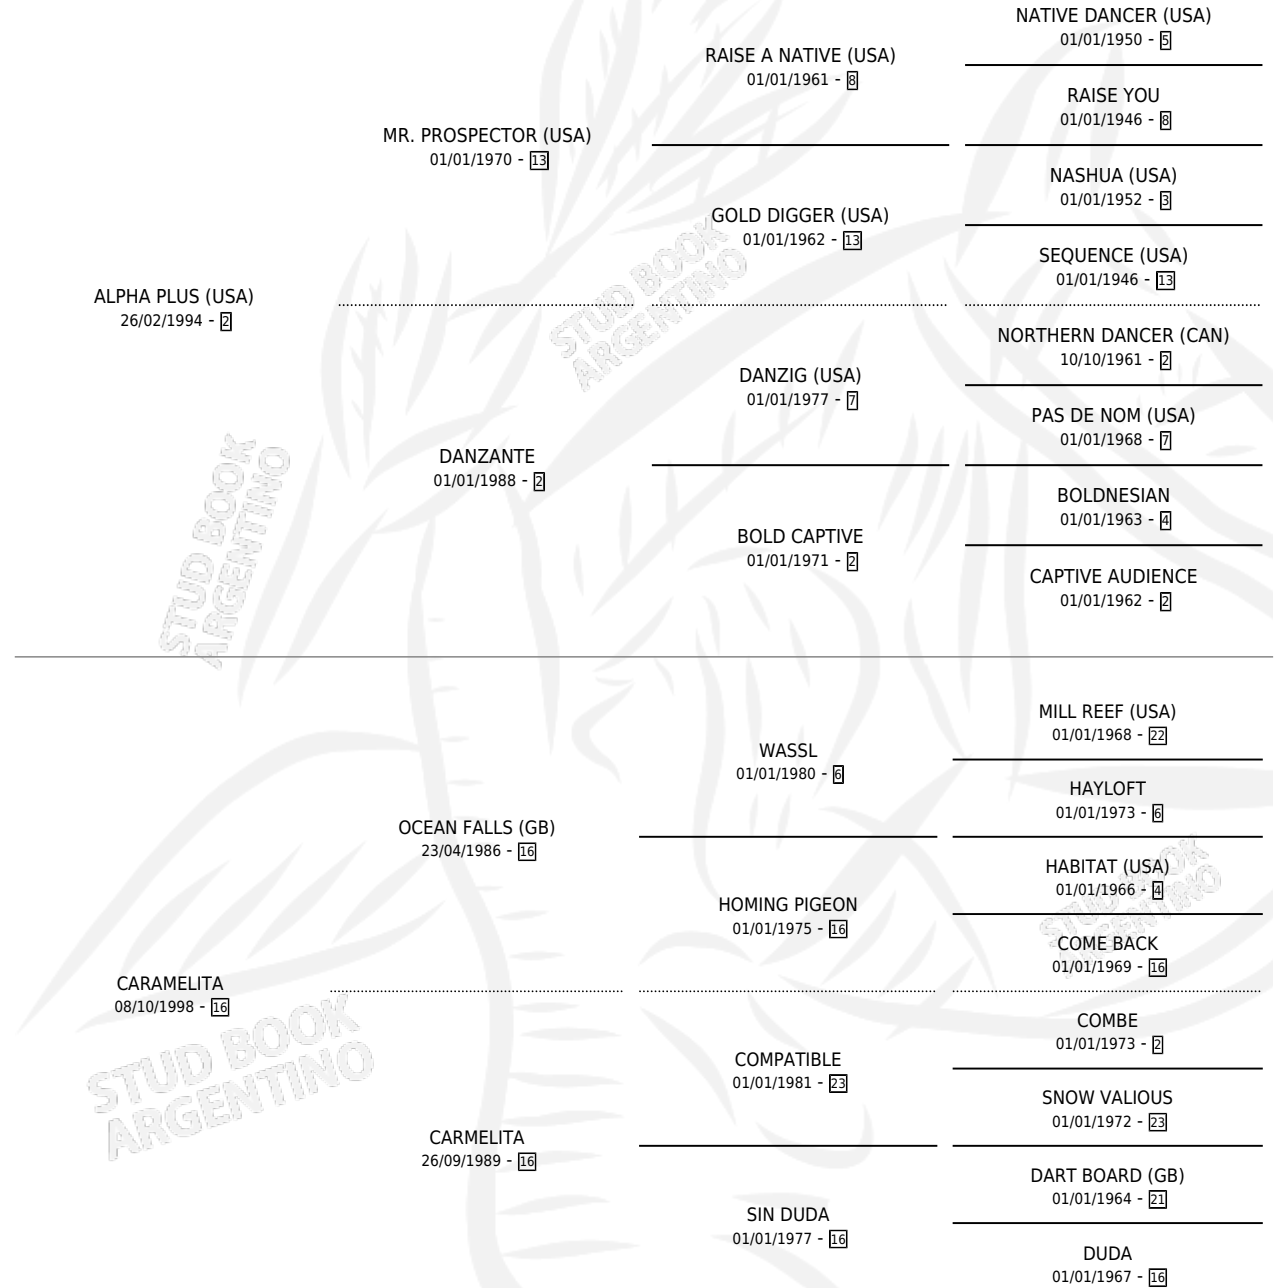 NATIVE DANCER (USA)
01/01/1950 - 5
RAISE A NATIVE (USA)
01/01/1961 - 8
RAISE YOU
01/01/1946 - 8
MR. PROSPECTOR (USA)
01/01/1970 - 13
NASHUA (USA)
01/01/1952 - 3
GOLD DIGGER (USA)
01/01/1962 - 13
SEQUENCE (USA)
01/01/1946 - 13
ALPHA PLUS (USA)
26/02/1994 - 2
STUD BOOK
ARGENTINO
NORTHERN DANCER (CAN)
10/10/1961 - 2
DANZIG (USA)
01/01/1977 - 7
PAS DE NOM (USA)
01/01/1968 - 7
DANZANTE
01/01/1988 - 2
BOLDNESIAN
01/01/1963 - 4
BOLD CAPTIVE
01/01/1971 - 2
CAPTIVE AUDIENCE
01/01/1962 - 2
STUD BOOK
ARGENTINO
MILL REEF (USA)
01/01/1968 - 22
WASSL
01/01/1980 - 6
HAYLOFT
01/01/1973 - 6
OCEAN FALLS (GB)
23/04/1986 - 16
HABITAT (USA)
01/01/1966 - 4
HOMING PIGEON
01/01/1975 - 16
STUD BOOK
ARGENTINO
COME BACK
01/01/1969 - 16
CARAMELITA
08/10/1998 - 16
COMBE
01/01/1973 - 2
COMPATIBLE
01/01/1981 - 23
SNOW VALIOUS
01/01/1972 - 23
STUD BOOK
ARGENTINO
CARMELITA
26/09/1989 - 16
DART BOARD (GB)
01/01/1964 - 21
SIN DUDA
01/01/1977 - 16
DUDA
01/01/1967 - 16